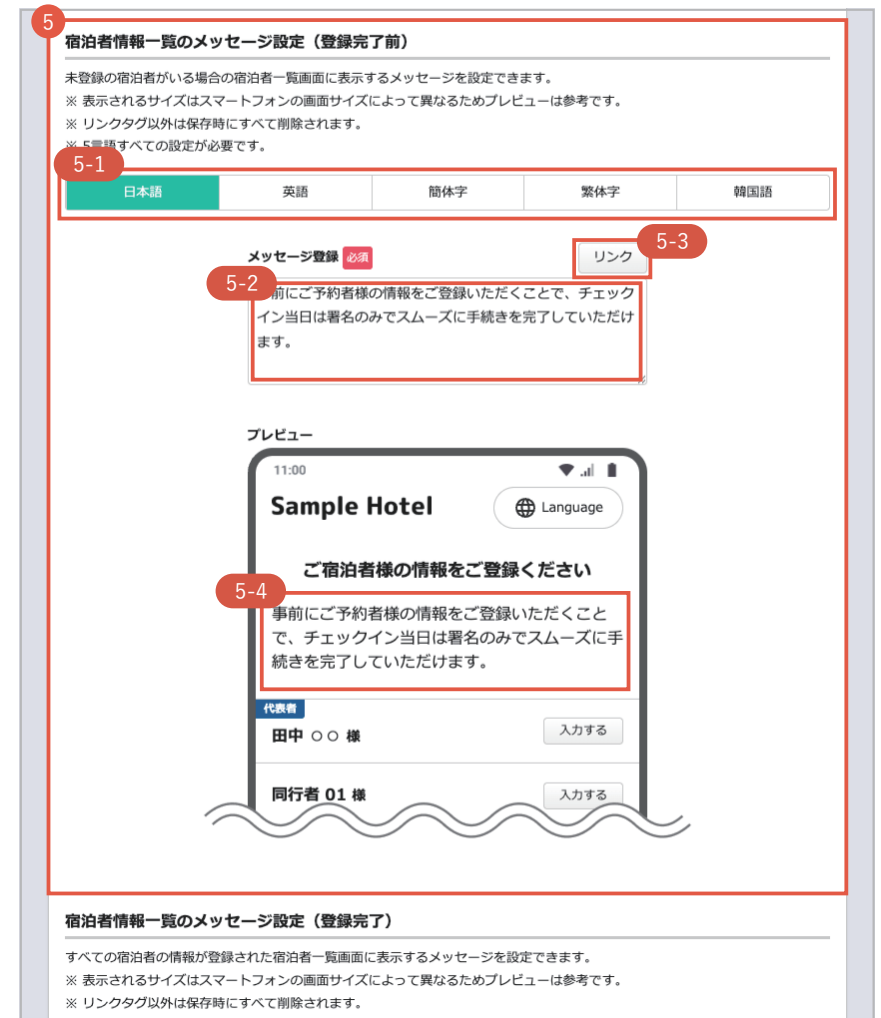 5
宿泊者情報一覧のメッセージ設定（登録完了前）
未登録の宿泊者がいる場合の宿泊者一覧画面に表示するメッセージを設定できます。
※ 表示されるサイズはスマートフォンの画面サイズによって異なるためプレビューは参考です。
※ リンクタグ以外は保存時にすべて削除されます。
※ 5言語すべての設定が必要です。
5-1
日本語 英語 簡体字 繁体字 韓国語
5-3
メッセージ登録 必須 リンク
5-2
前にご予約者様の情報をご登録いただくことで、チェック
イン当日は署名のみでスムーズに手続きを完了していただけ
ます。
プレビュー
11:00
Sample Hotel Language
ご宿泊者様の情報をご登録ください
5-4
事前にご予約者様の情報をご登録いただくこと
で、チェックイン当日は署名のみでスムーズに手
続きを完了していただけます。
代表者
田中 ○○ 様 入力する
同行者 01 様 入力する
宿泊者情報一覧のメッセージ設定（登録完了）
すべての宿泊者の情報が登録された宿泊者一覧画面に表示するメッセージを設定できます。
※ 表示されるサイズはスマートフォンの画面サイズによって異なるためプレビューは参考です。
※ リンクタグ以外は保存時にすべて削除されます。